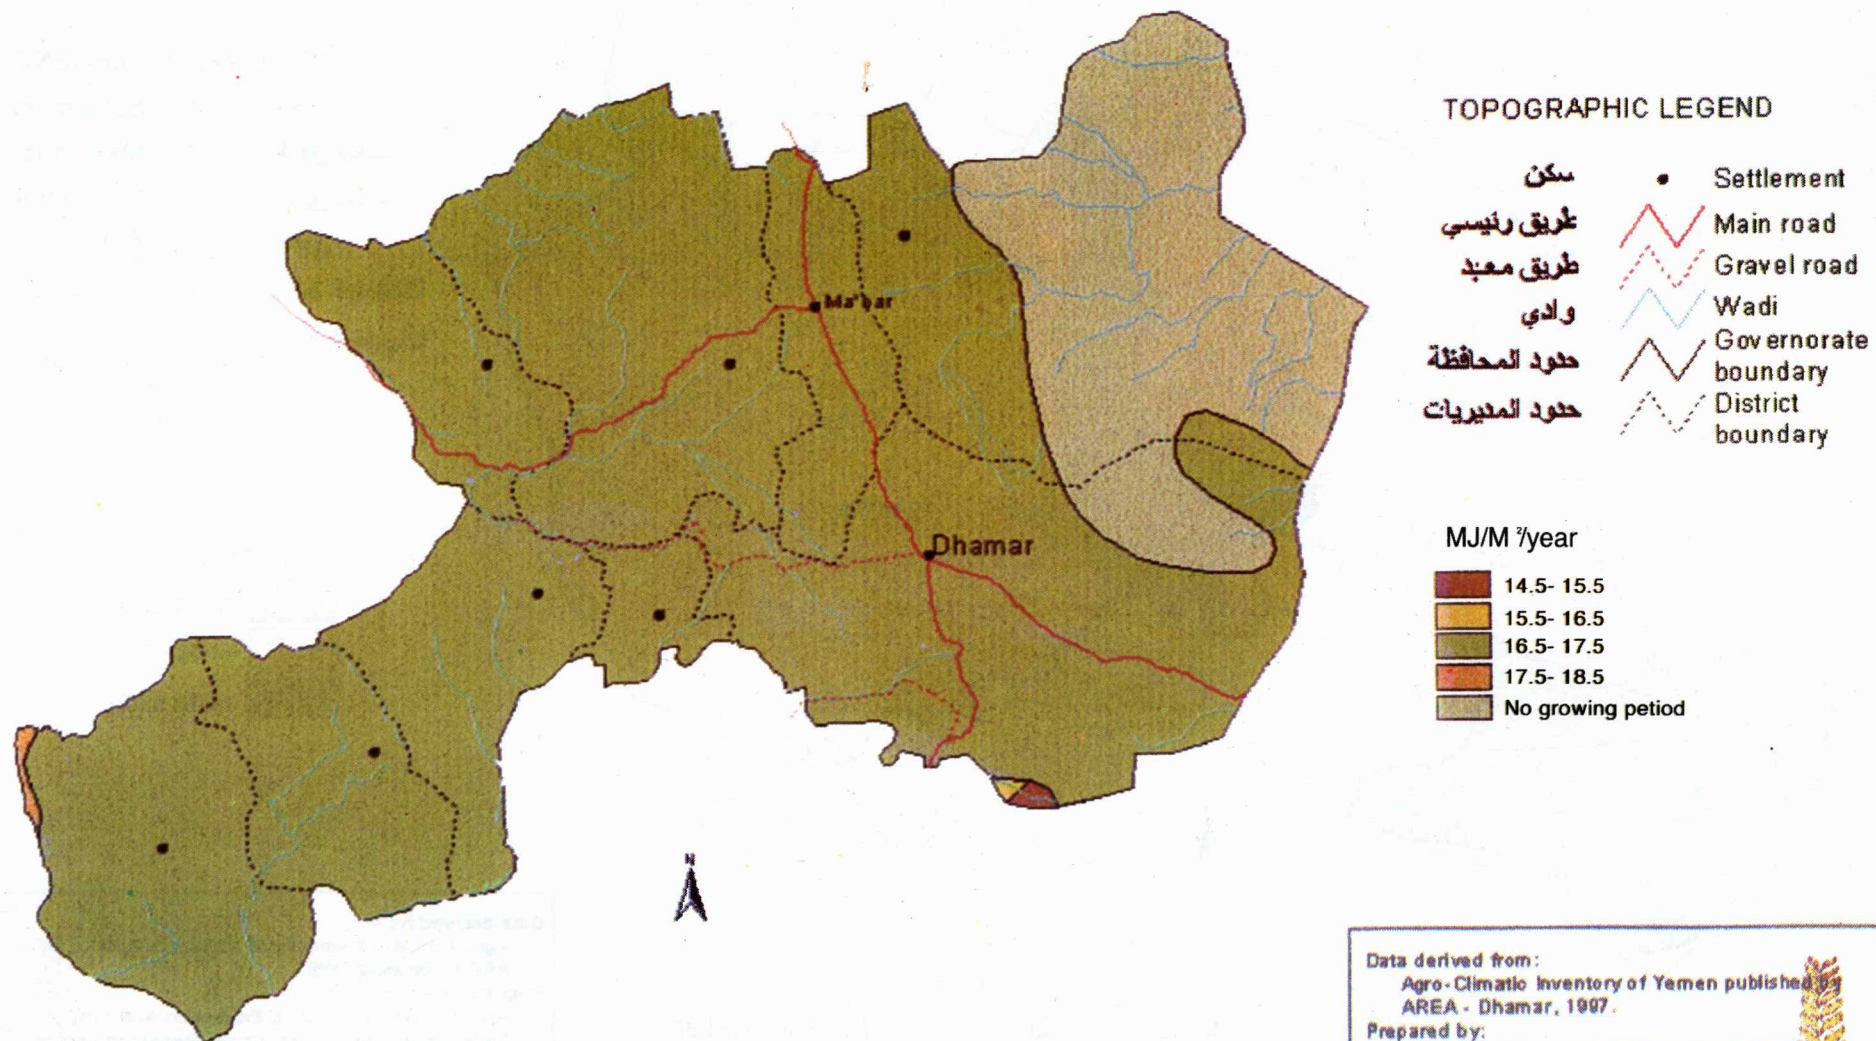 TOPOGRAPHIC LEGEND
سكن
Settlement
طريق رئيسي
Main road
طريق معبد
Gravel road
وادي
Wadi
حدود المحافظة
Governorate
boundary
حدود المديريات
District
boundary
Ma'bar
Dhamar
N
MJ/M ²/year
14.5- 15.5
15.5- 16.5
16.5- 17.5
17.5- 18.5
No growing petiod
Data derived from:
Agro-Climatic Inventory of Yemen published by
AREA - Dhamar, 1997.
Prepared by: